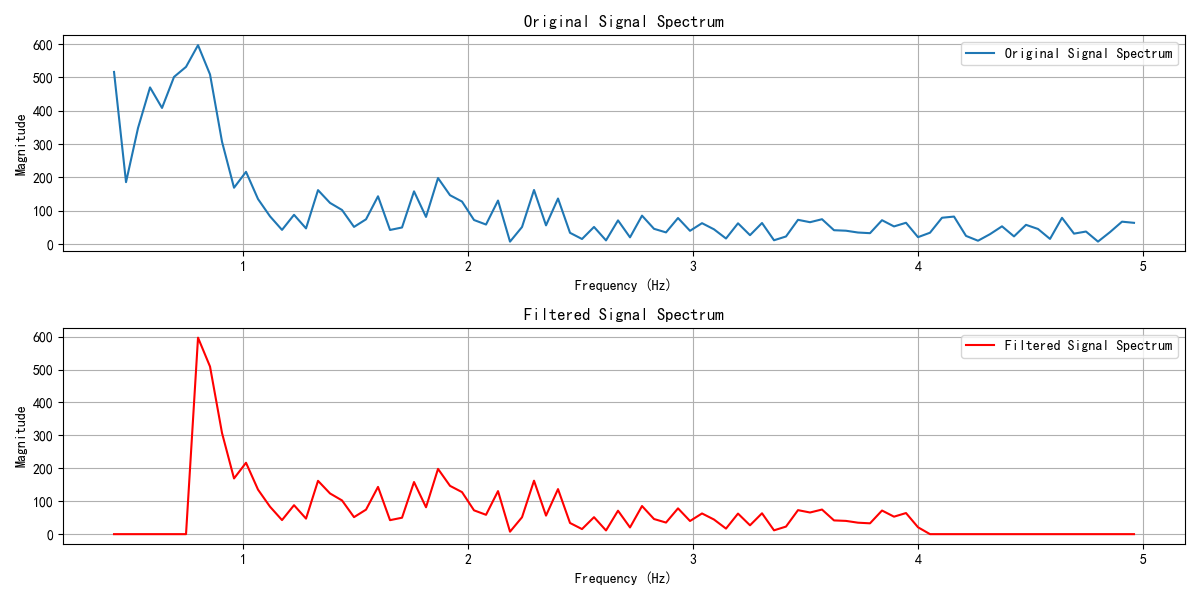 Original Signal Spectrum
600
500
400
300
200
100
0
Magnitude
Original Signal Spectrum
1 2 3 4 5
Frequency (Hz)
Filtered Signal Spectrum
600
500
400
300
200
100
0
Magnitude
Filtered Signal Spectrum
1 2 3 4 5
Frequency (Hz)